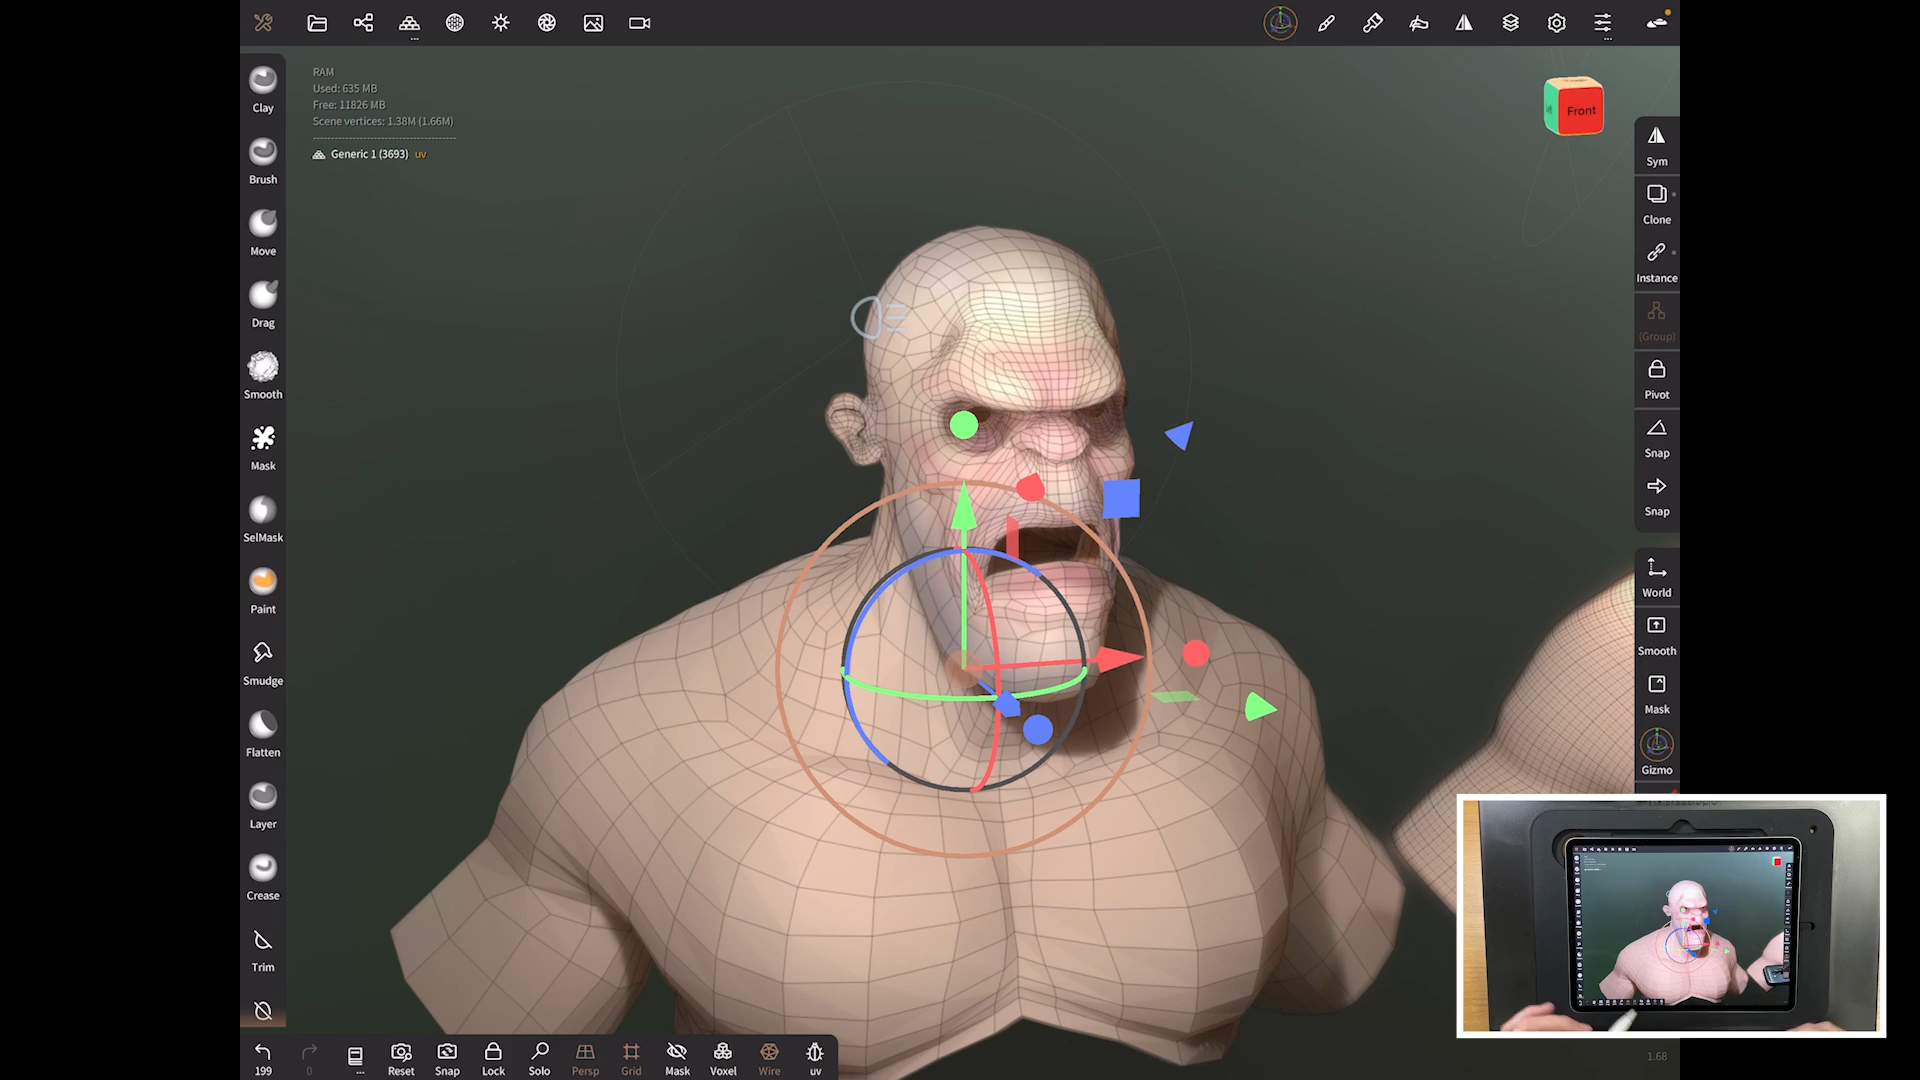 RAM
Used: 635 MB
Free: 11826 MB
Scene vertices: 1.38M (1.66M)
Generic 1 (3693) uv
Clay
Brush
Move
Drag
Smooth
Mask
SelMask
Paint
Smudge
Flatten
Layer
Crease
Trim
Front
Sym
Clone
Instance
(Group)
Pivot
Snap
Snap
World
Smooth
Mask
Gizmo
199
0
...
Reset
Snap
Lock
Solo
Persp
Grid
Mask
Voxel
Wire
uv
1.68